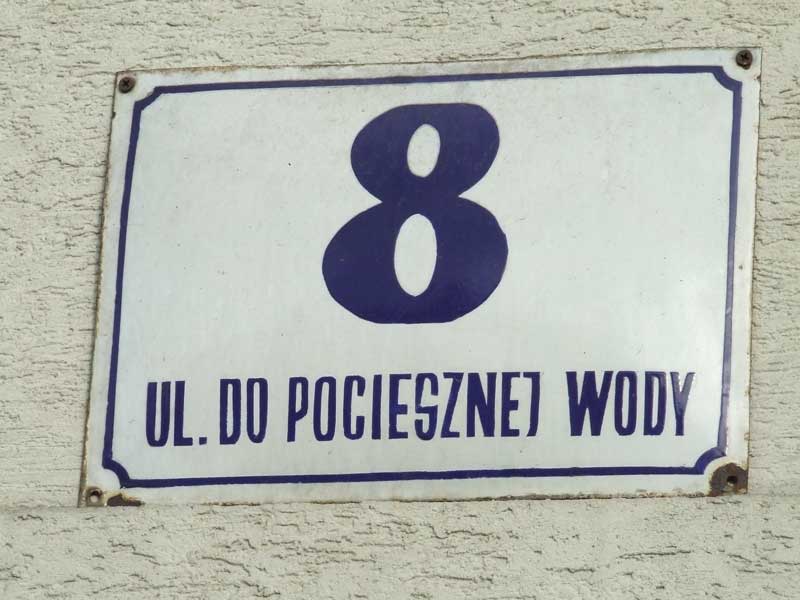 8
UL. DO POCIESZNEJ WODY